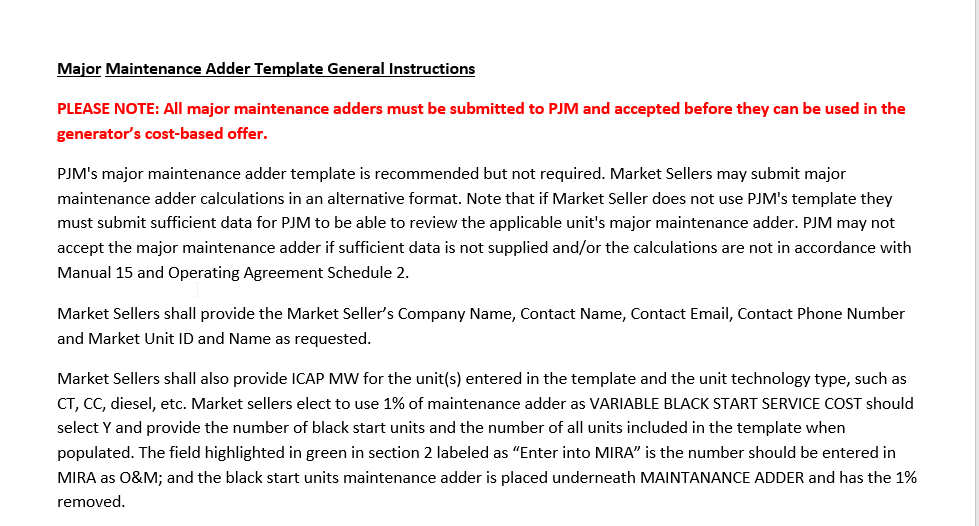 Major Maintenance Adder Template General Instructions
PLEASE NOTE: All major maintenance adders must be submitted to PJM and accepted before they can be used in the
generator’s cost-based offer.
PJM's major maintenance adder template is recommended but not required. Market Sellers may submit major
maintenance adder calculations in an alternative format. Note that if Market Seller does not use PJM's template they
must submit sufficient data for PJM to be able to review the applicable unit's major maintenance adder. PJM may not
accept the major maintenance adder if sufficient data is not supplied and/or the calculations are not in accordance with
Manual 15 and Operating Agreement Schedule 2.
Market Sellers shall provide the Market Seller’s Company Name, Contact Name, Contact Email, Contact Phone Number
and Market Unit ID and Name as requested.
Market Sellers shall also provide ICAP MW for the unit(s) entered in the template and the unit technology type, such as
CT, CC, diesel, etc. Market sellers elect to use 1% of maintenance adder as VARIABLE BLACK START SERVICE COST should
select Y and provide the number of black start units and the number of all units included in the template when
populated. The field highlighted in green in section 2 labeled as “Enter into MIRA” is the number should be entered in
MIRA as O&M; and the black start units maintenance adder is placed underneath MAINTANANCE ADDER and has the 1%
removed.